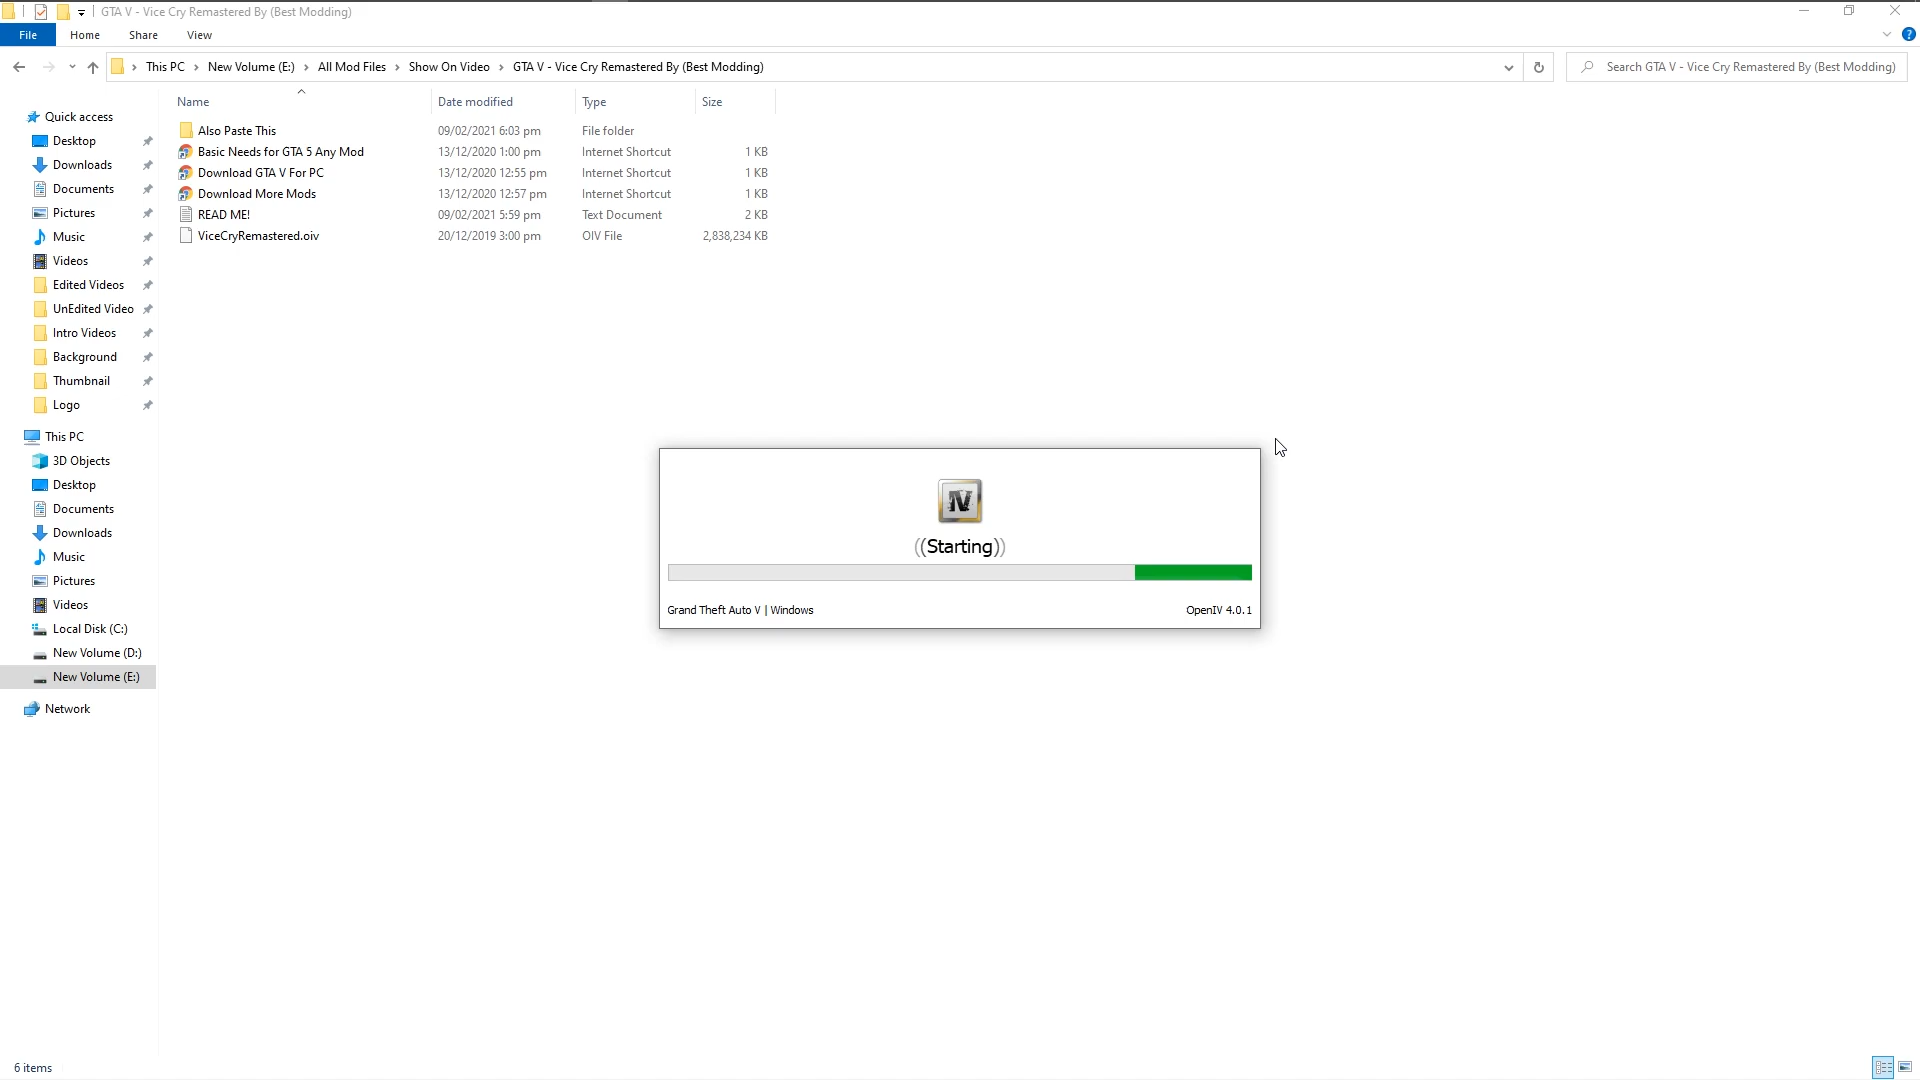 GTA V - Vice Cry Remastered By (Best Modding)
File Home Share View
This PC › New Volume (E:) › All Mod Files › Show On Video › GTA V - Vice Cry Remastered By (Best Modding)
Search GTA V - Vice Cry Remastered By (Best Modding)
Name Date modified Type Size
Also Paste This 09/02/2021 6:03 pm File folder
Basic Needs for GTA 5 Any Mod 13/12/2020 1:00 pm Internet Shortcut 1 KB
Download GTA V For PC 13/12/2020 12:55 pm Internet Shortcut 1 KB
Download More Mods 13/12/2020 12:57 pm Internet Shortcut 1 KB
READ ME! 09/02/2021 5:59 pm Text Document 2 KB
ViceCryRemastered.oiv 20/12/2019 3:00 pm OIV File 2,838,234 KB
Quick access
Desktop
Downloads
Documents
Pictures
Music
Videos
Edited Videos
UnEdited Video
Intro Videos
Background
Thumbnail
Logo
This PC
3D Objects
Desktop
Documents
Downloads
Music
Pictures
Videos
Local Disk (C:)
New Volume (D:)
New Volume (E:)
Network
IV
((Starting))
Grand Theft Auto V | Windows
OpenIV 4.0.1
6 items